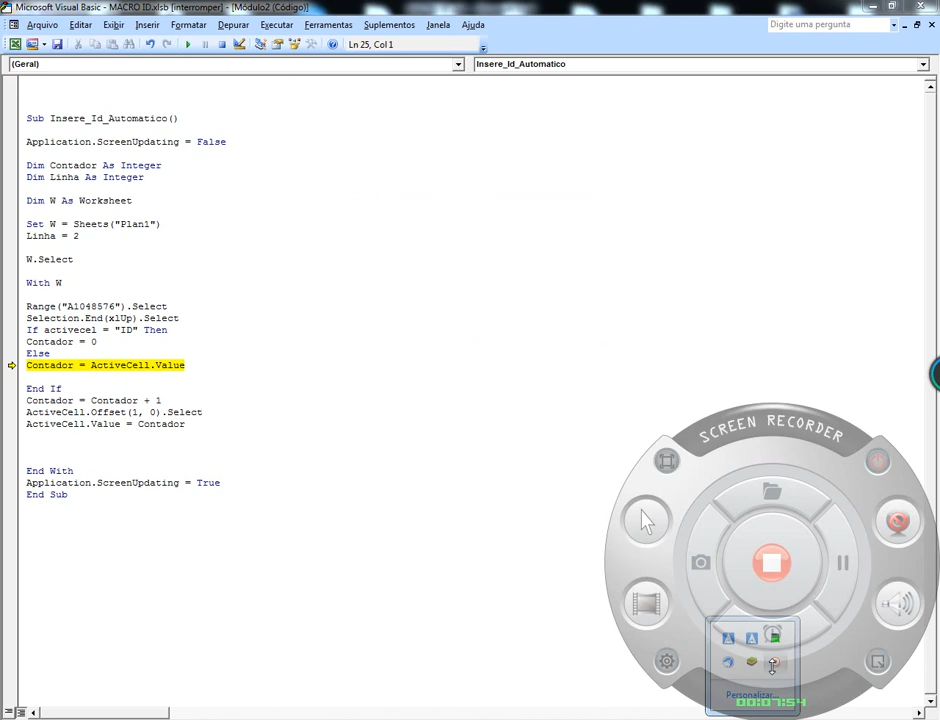 Microsoft Visual Basic - MACRO ID.xlsb [interromper] - [Módulo2 (Código)]
Arquivo Editar Exibir Inserir Formatar Depurar Executar Ferramentas Suplementos Janela Ajuda Digite uma pergunta
Ln 25, Col 1
(Geral) Insere_Id_Automatico
Sub Insere_Id_Automatico()
Application.ScreenUpdating = False
Dim Contador As Integer
Dim Linha As Integer
Dim W As Worksheet
Set W = Sheets("Plan1")
Linha = 2
W.Select
With W
Range("A1048576").Select
Selection.End(xlUp).Select
If activecel = "ID" Then
Contador = 0
Else
Contador = ActiveCell.Value
End If
Contador = Contador + 1
ActiveCell.Offset(1, 0).Select
ActiveCell.Value = Contador
End With
Application.ScreenUpdating = True
End Sub
SCREEN RECORDER
Personalizar...
00:07:54